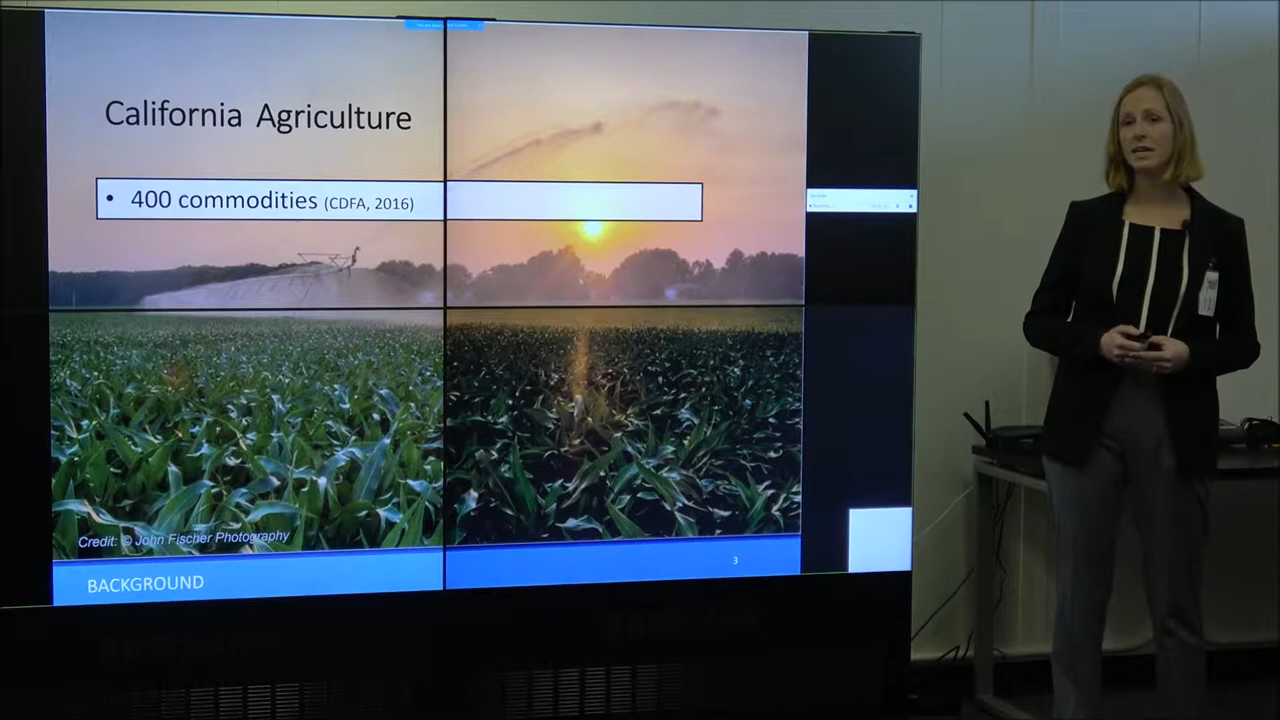 California Agriculture
• 400 commodities (CDFA, 2016)
Credit: © John Fischer Photography
BACKGROUND
3